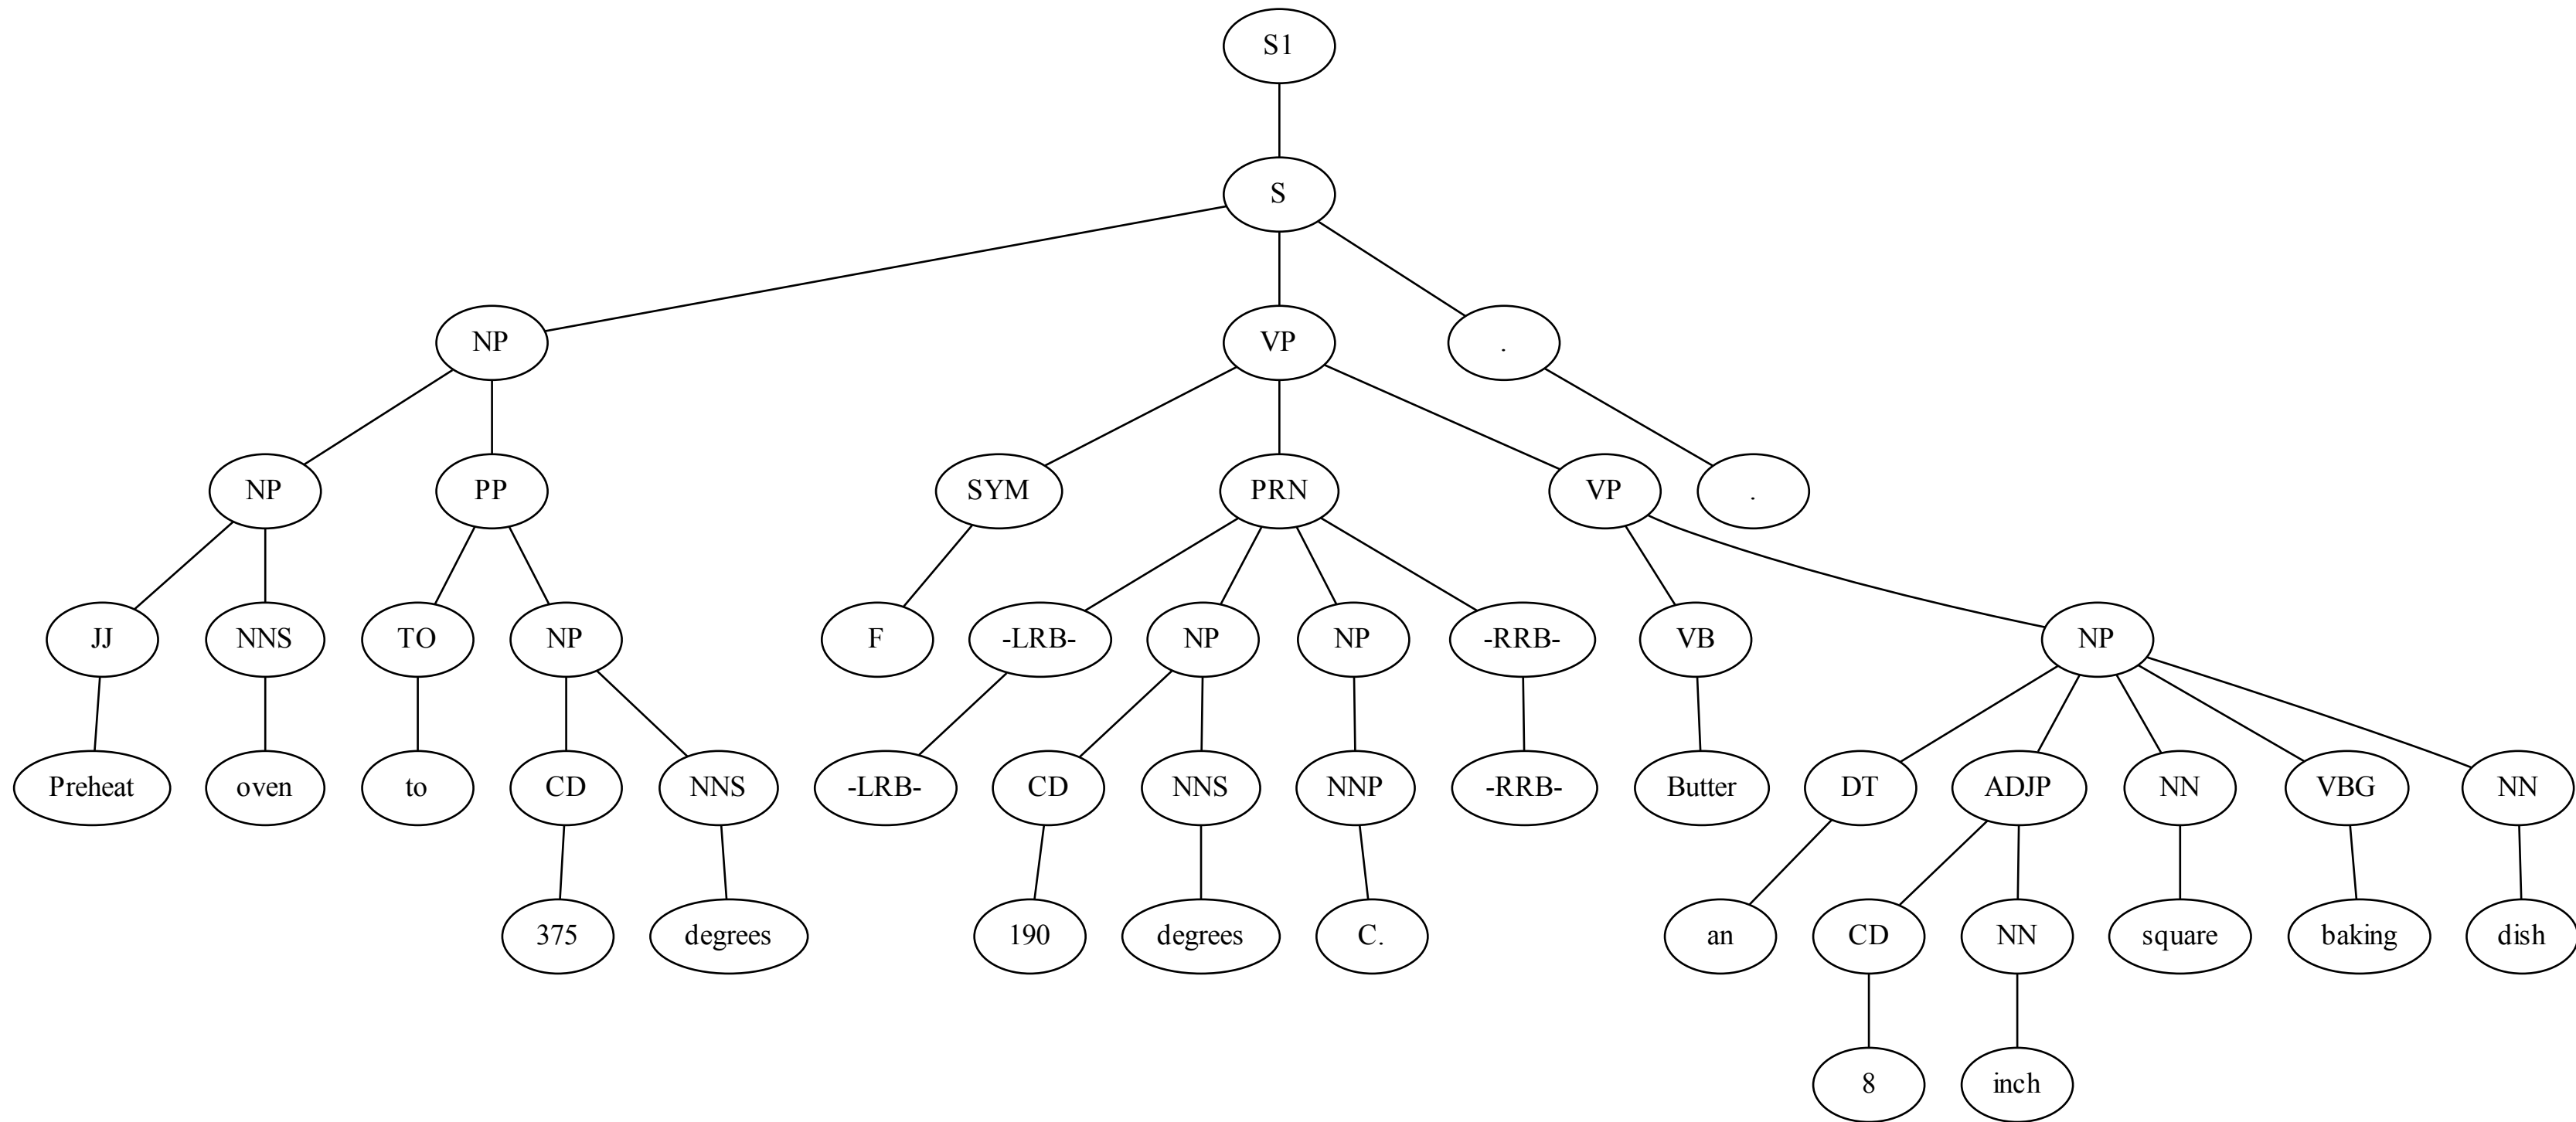 S1
S
NP VP .
NP PP SYM PRN VP .
JJ NNS TO NP F -LRB- NP NP -RRB- VB NP
Preheat oven to CD NNS -LRB- CD NNS NNP -RRB- Butter DT ADJP NN VBG NN
375 degrees 190 degrees C. an CD NN square baking dish
8 inch